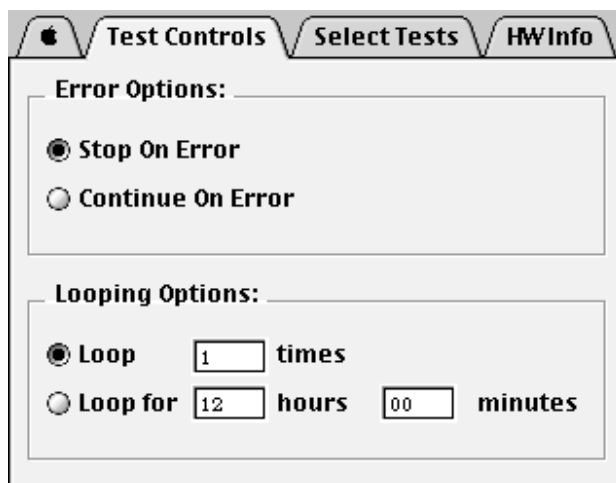 Test Controls Select Tests HW Info
Error Options:
Stop On Error
Continue On Error
Looping Options:
Loop 1 times
Loop for 12 hours 00 minutes